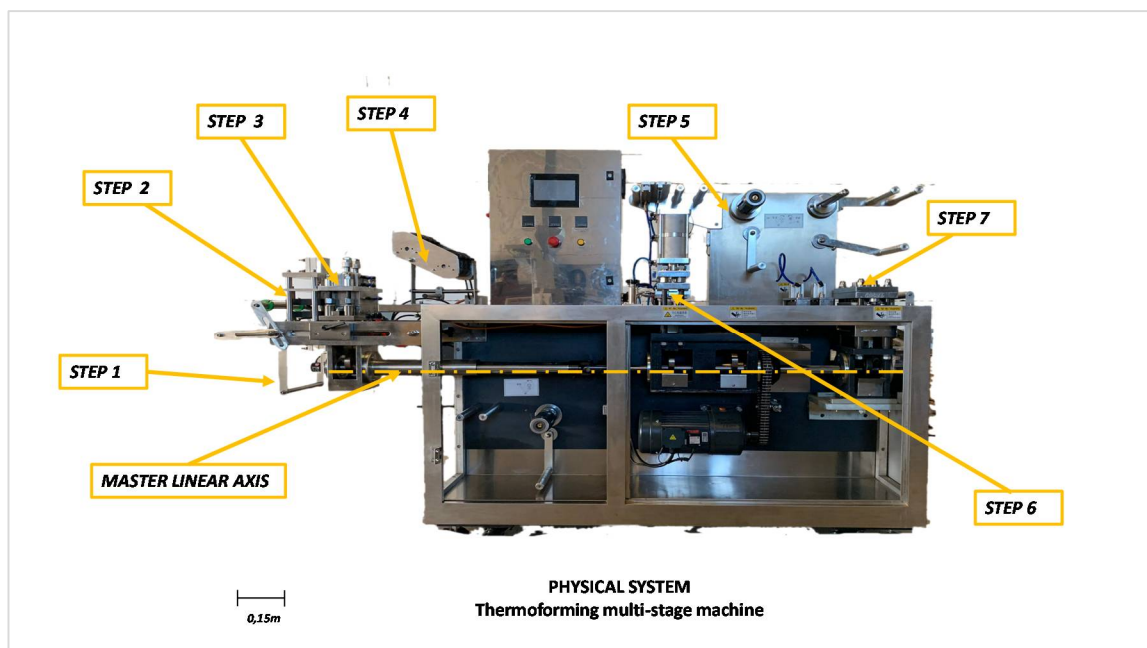 STEP 4
STEP 3
STEP 5
STEP 2
STEP 7
STEP 1
MASTER LINEAR AXIS
STEP 6
PHYSICAL SYSTEM
Thermoforming multi-stage machine
0,15m